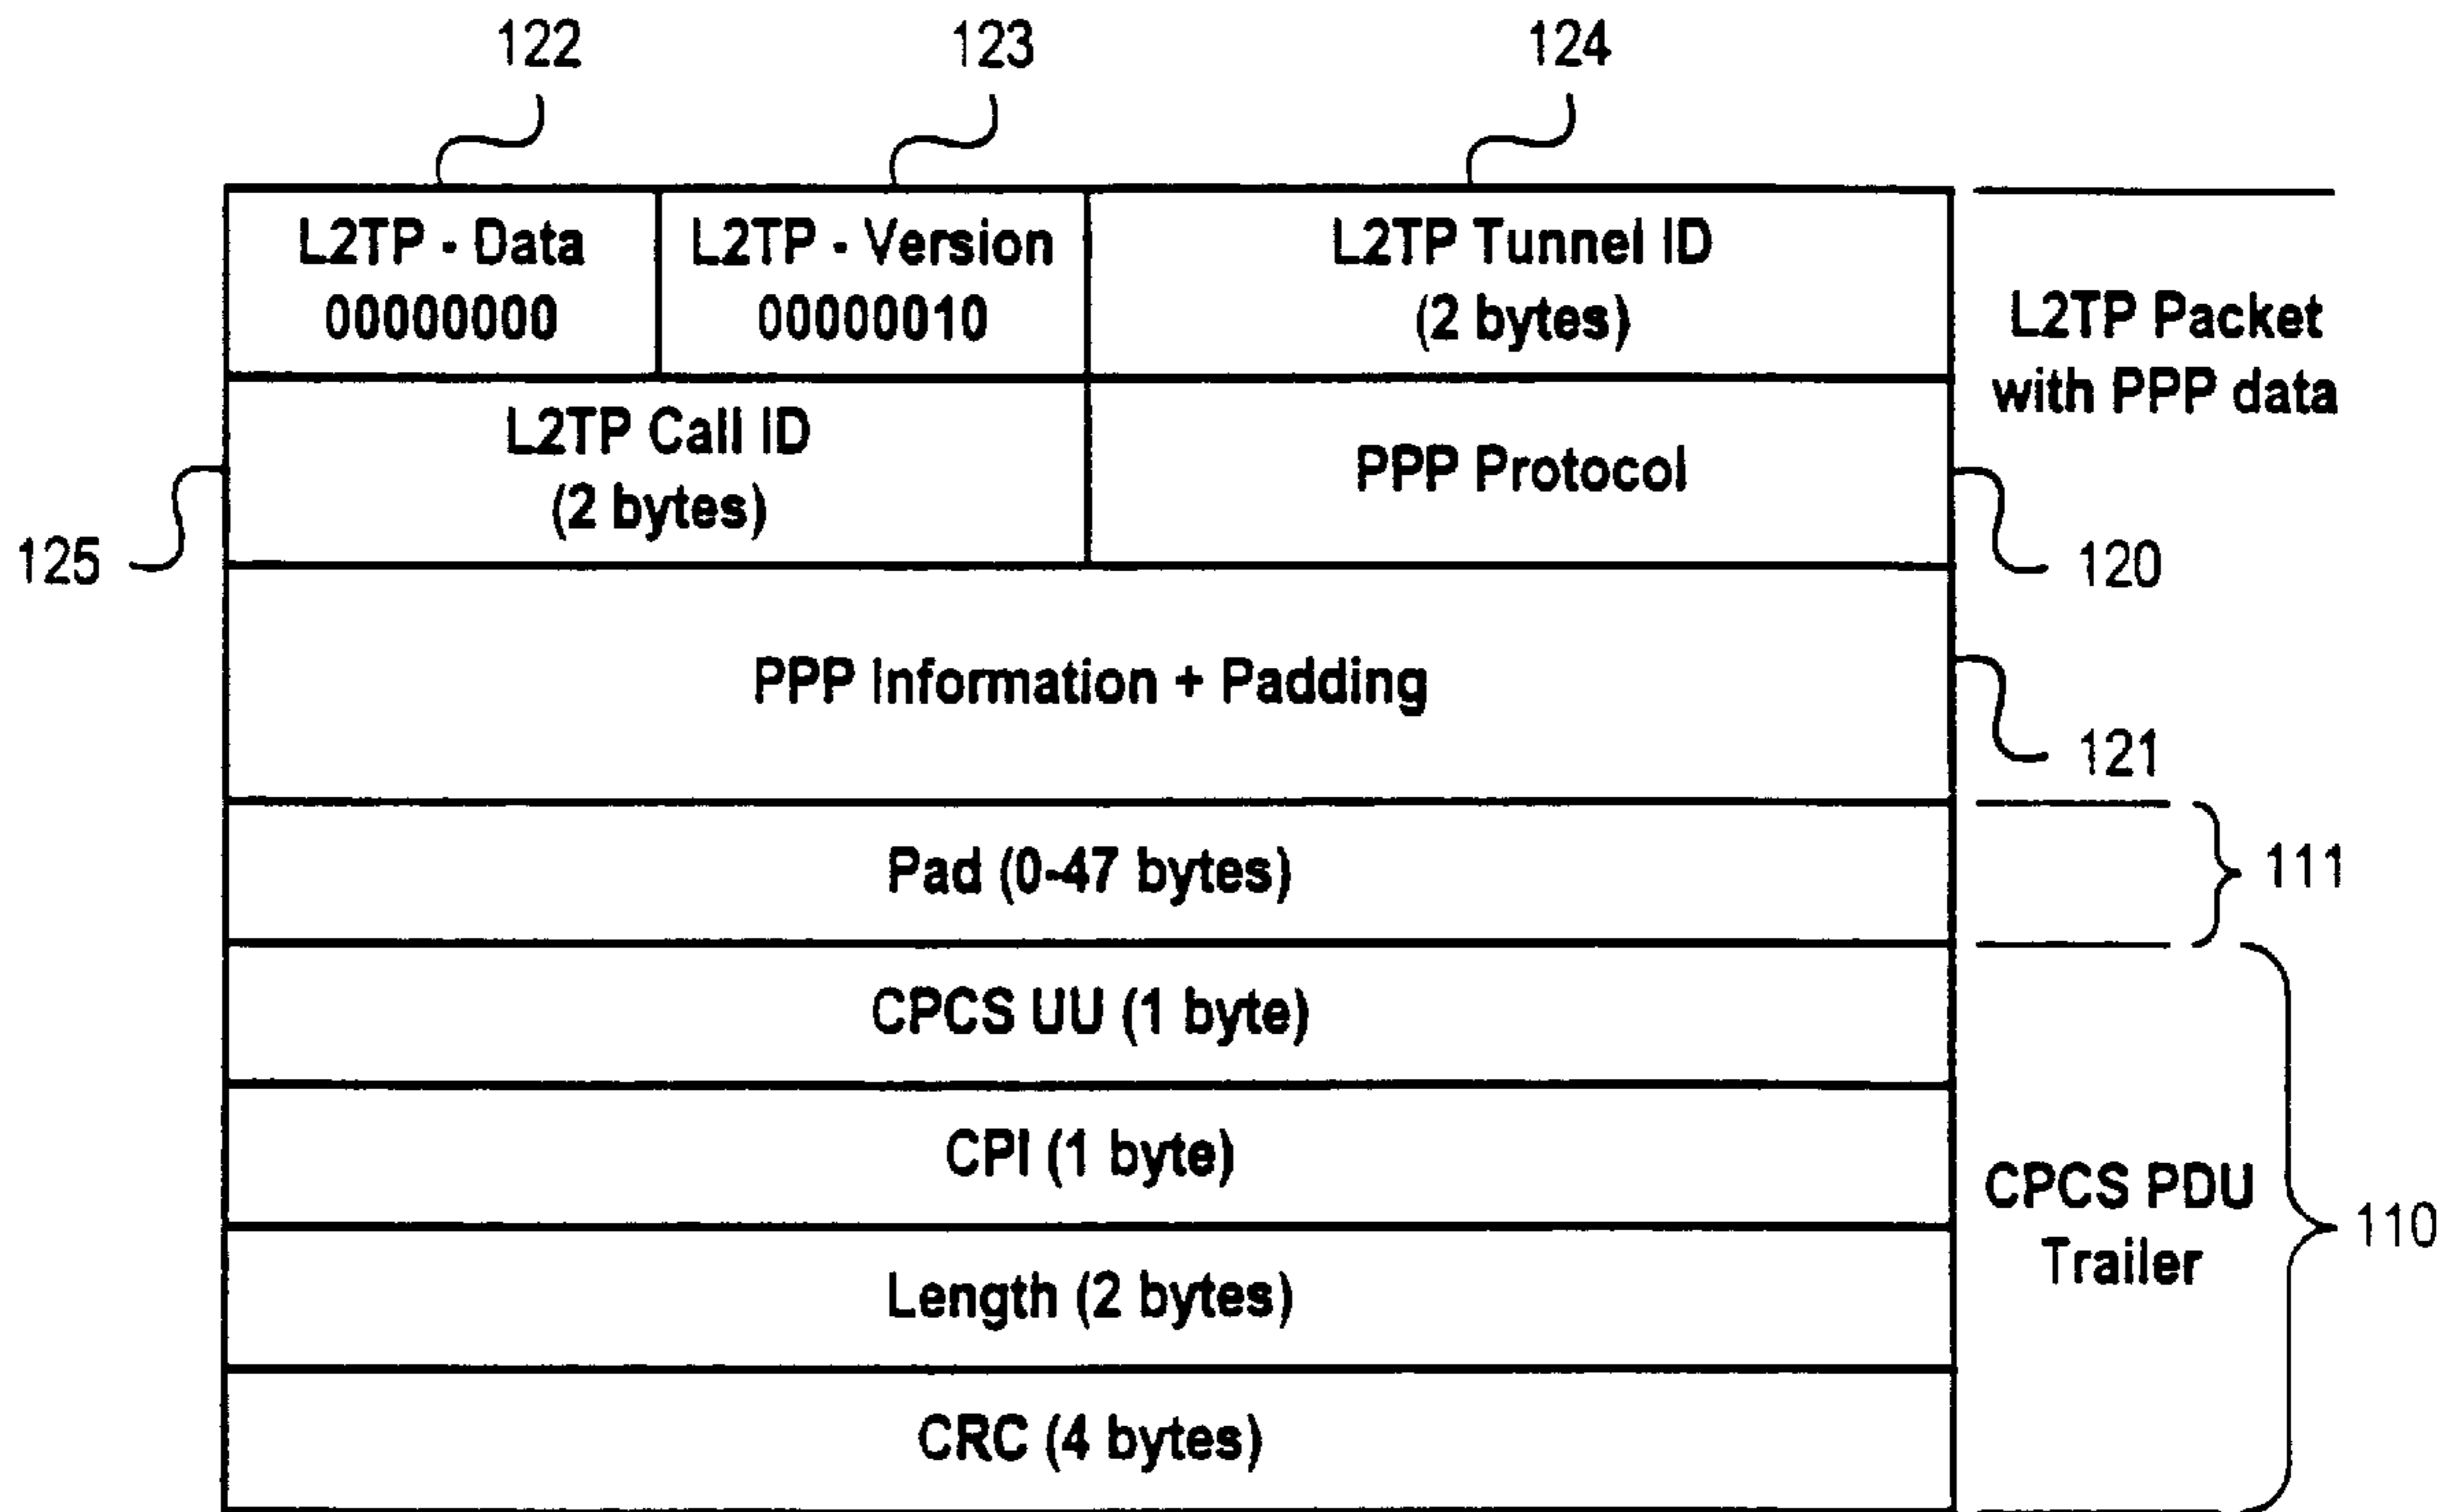 122
123
124
L2TP - Data
00000000
L2TP - Version
00000010
L2TP Tunnel ID
(2 bytes)
L2TP Packet
with PPP data
L2TP Call ID
(2 bytes)
PPP Protocol
125
120
PPP Information + Padding
121
Pad (0-47 bytes)
111
CPCS UU (1 byte)
CPI (1 byte)
CPCS PDU
Trailer
110
Length (2 bytes)
CRC (4 bytes)